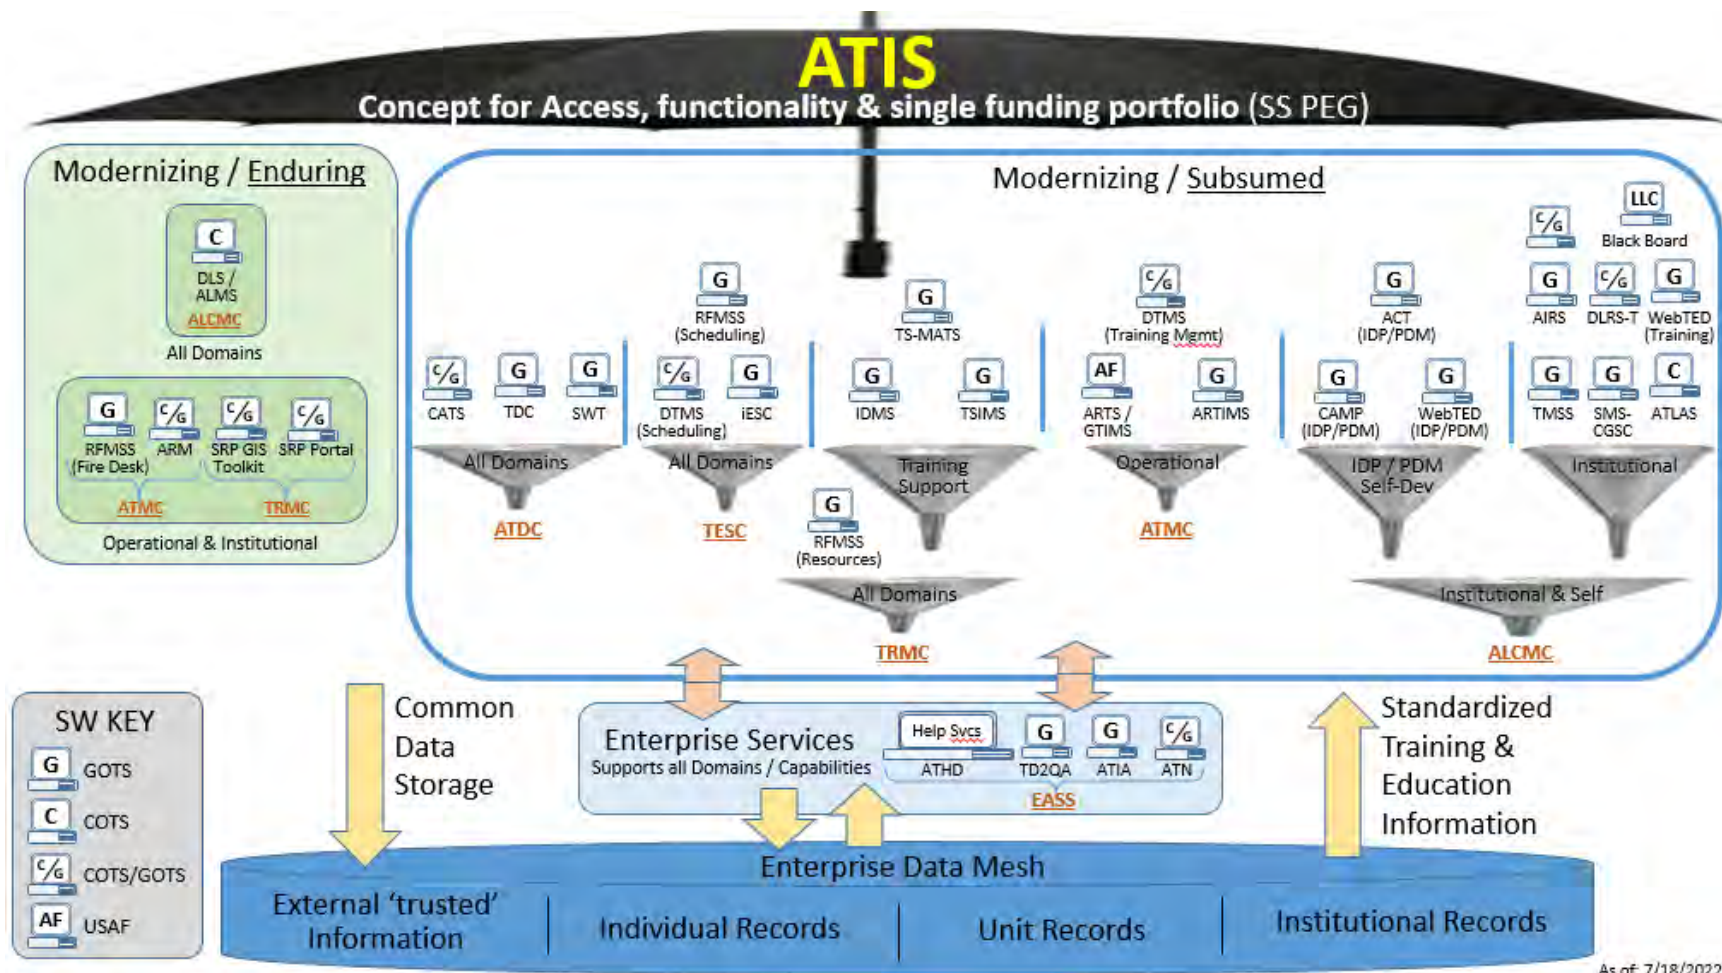 ATIS
Concept for Access, functionality & single funding portfolio (SS PEG)
Modernizing / Enduring
C
DLS /
ALMS
ALCMC
All Domains
G
C/G
C/G
C/G
RFMSS
(Fire Desk)
ARM
SRP GIS
Toolkit
SRP Portal
ATMC
TRMC
Operational & Institutional
Modernizing / Subsumed
C/G
CATS
G
TDC
G
SWT
All Domains
ATDC
G
RFMSS
(Scheduling)
C/G
DTMS
(Scheduling)
G
iESC
All Domains
TESC
G
TS-MATS
G
IDMS
G
TSIMS
Training
Support
G
RFMSS
(Resources)
All Domains
TRMC
C/G
DTMS
(Training Mgmt)
AF
ARTS /
GTIMS
G
ARTIMS
Operational
ATMC
G
ACT
(IDP/PDM)
G
CAMP
(IDP/PDM)
G
WebTED
(IDP/PDM)
IDP / PDM
Self-Dev
C/G
LLC
Black Board
G
AIRS
C/G
DLRS-T
G
WebTED
(Training)
G
TMSS
G
SMS-
CGSC
C
ATLAS
Institutional
Institutional & Self
ALCMC
SW KEY
G GOTS
C COTS
C/G COTS/GOTS
AF USAF
Common
Data
Storage
Enterprise Services
Supports all Domains / Capabilities
Help Svcs
ATHD
G
TD2QA
G
ATIA
C/G
ATN
EASS
Standardized
Training &
Education
Information
Enterprise Data Mesh
External ‘trusted’
Information
Individual Records
Unit Records
Institutional Records
As of: 7/18/2022